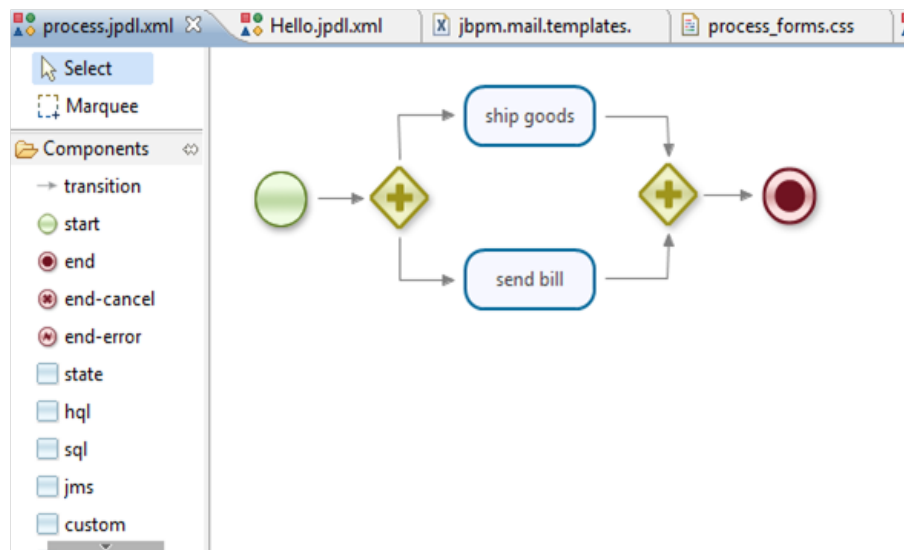 process.jpdl.xml Hello.jpdl.xml jbpm.mail.templates. process_forms.css
Select
Marquee
Components
transition
start
end
end-cancel
end-error
state
hql
sql
jms
custom
ship goods
send bill